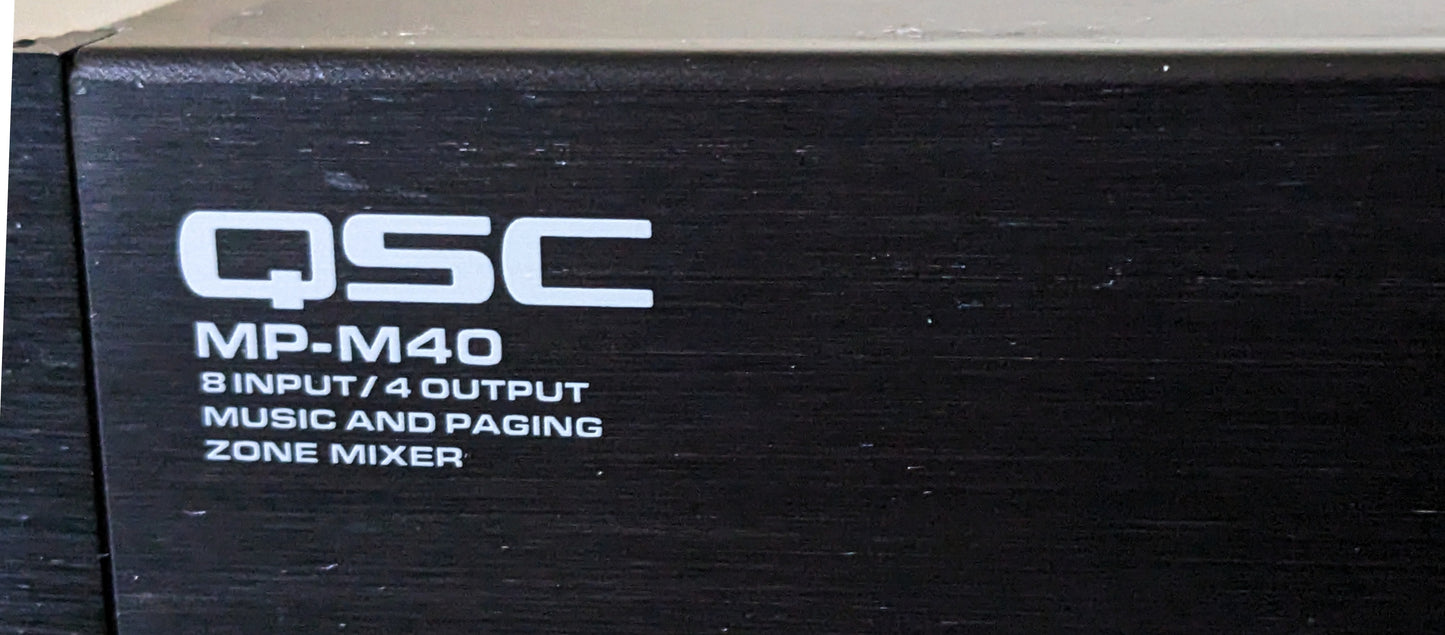 QSC
MP-M40
8 INPUT / 4 OUTPUT
MUSIC AND PAGING
ZONE MIXER